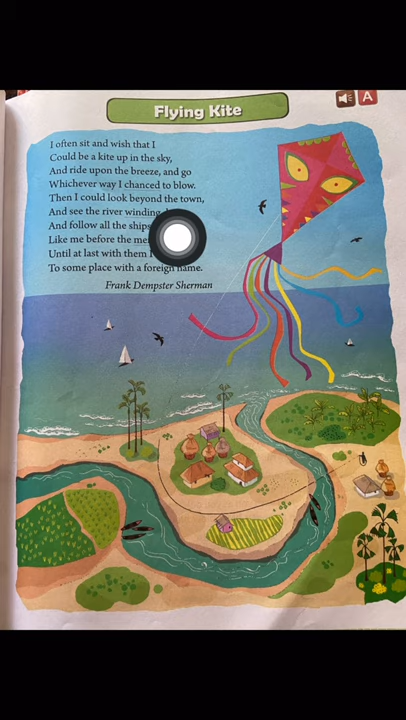 Flying Kite
A
I often sit and wish that I
Could be a kite up in the sky,
And ride upon the breeze, and go
Whichever way I chanced to blow.
Then I could look beyond the town,
And see the river winding
And follow all the ships
Like me before the
Until at last with them I
To some place with a foreign name.
Frank Dempster Sherman